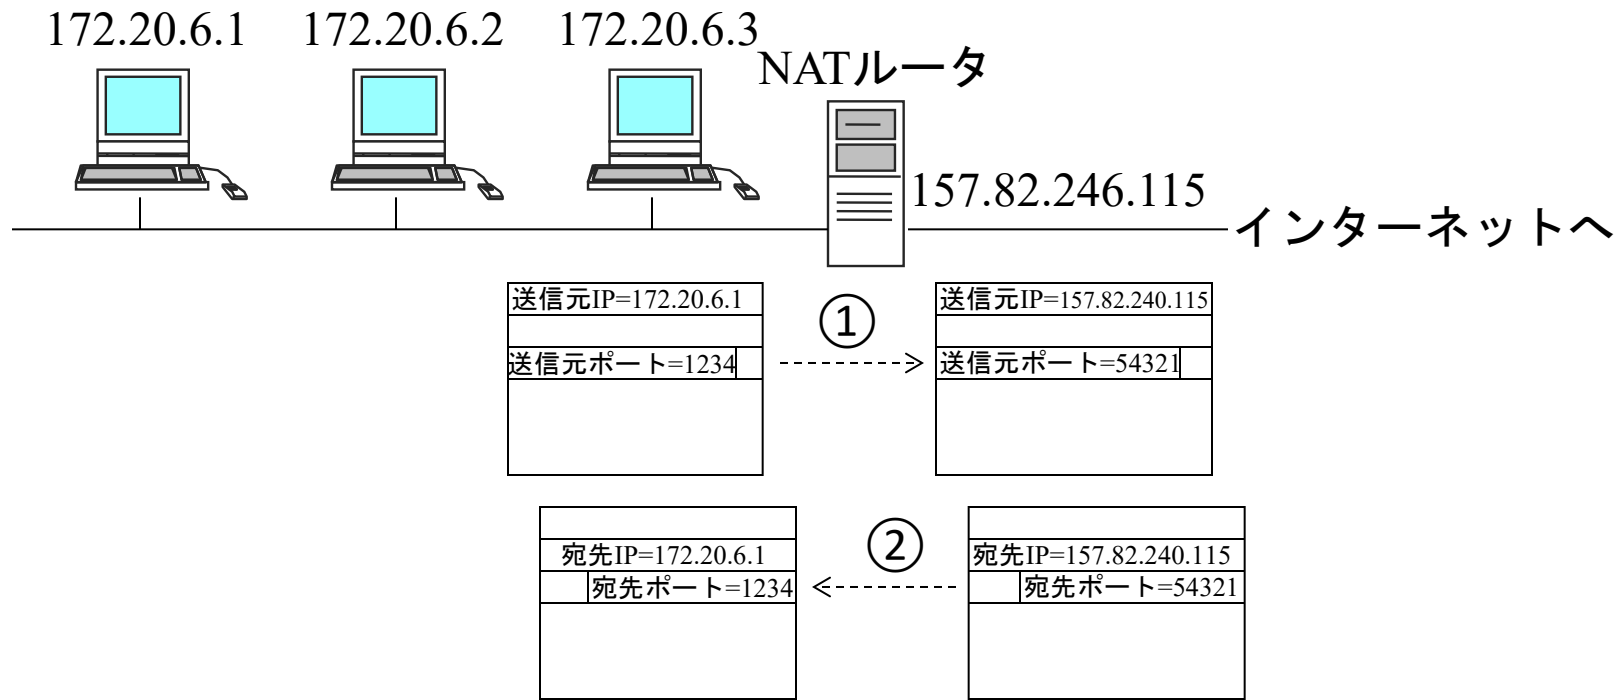 172.20.6.1
172.20.6.2
172.20.6.3
NATルータ
157.82.246.115
インターネットへ
送信元IP=172.20.6.1
送信元ポート=1234
①
送信元IP=157.82.240.115
送信元ポート=54321
宛先IP=172.20.6.1
宛先ポート=1234
②
宛先IP=157.82.240.115
宛先ポート=54321